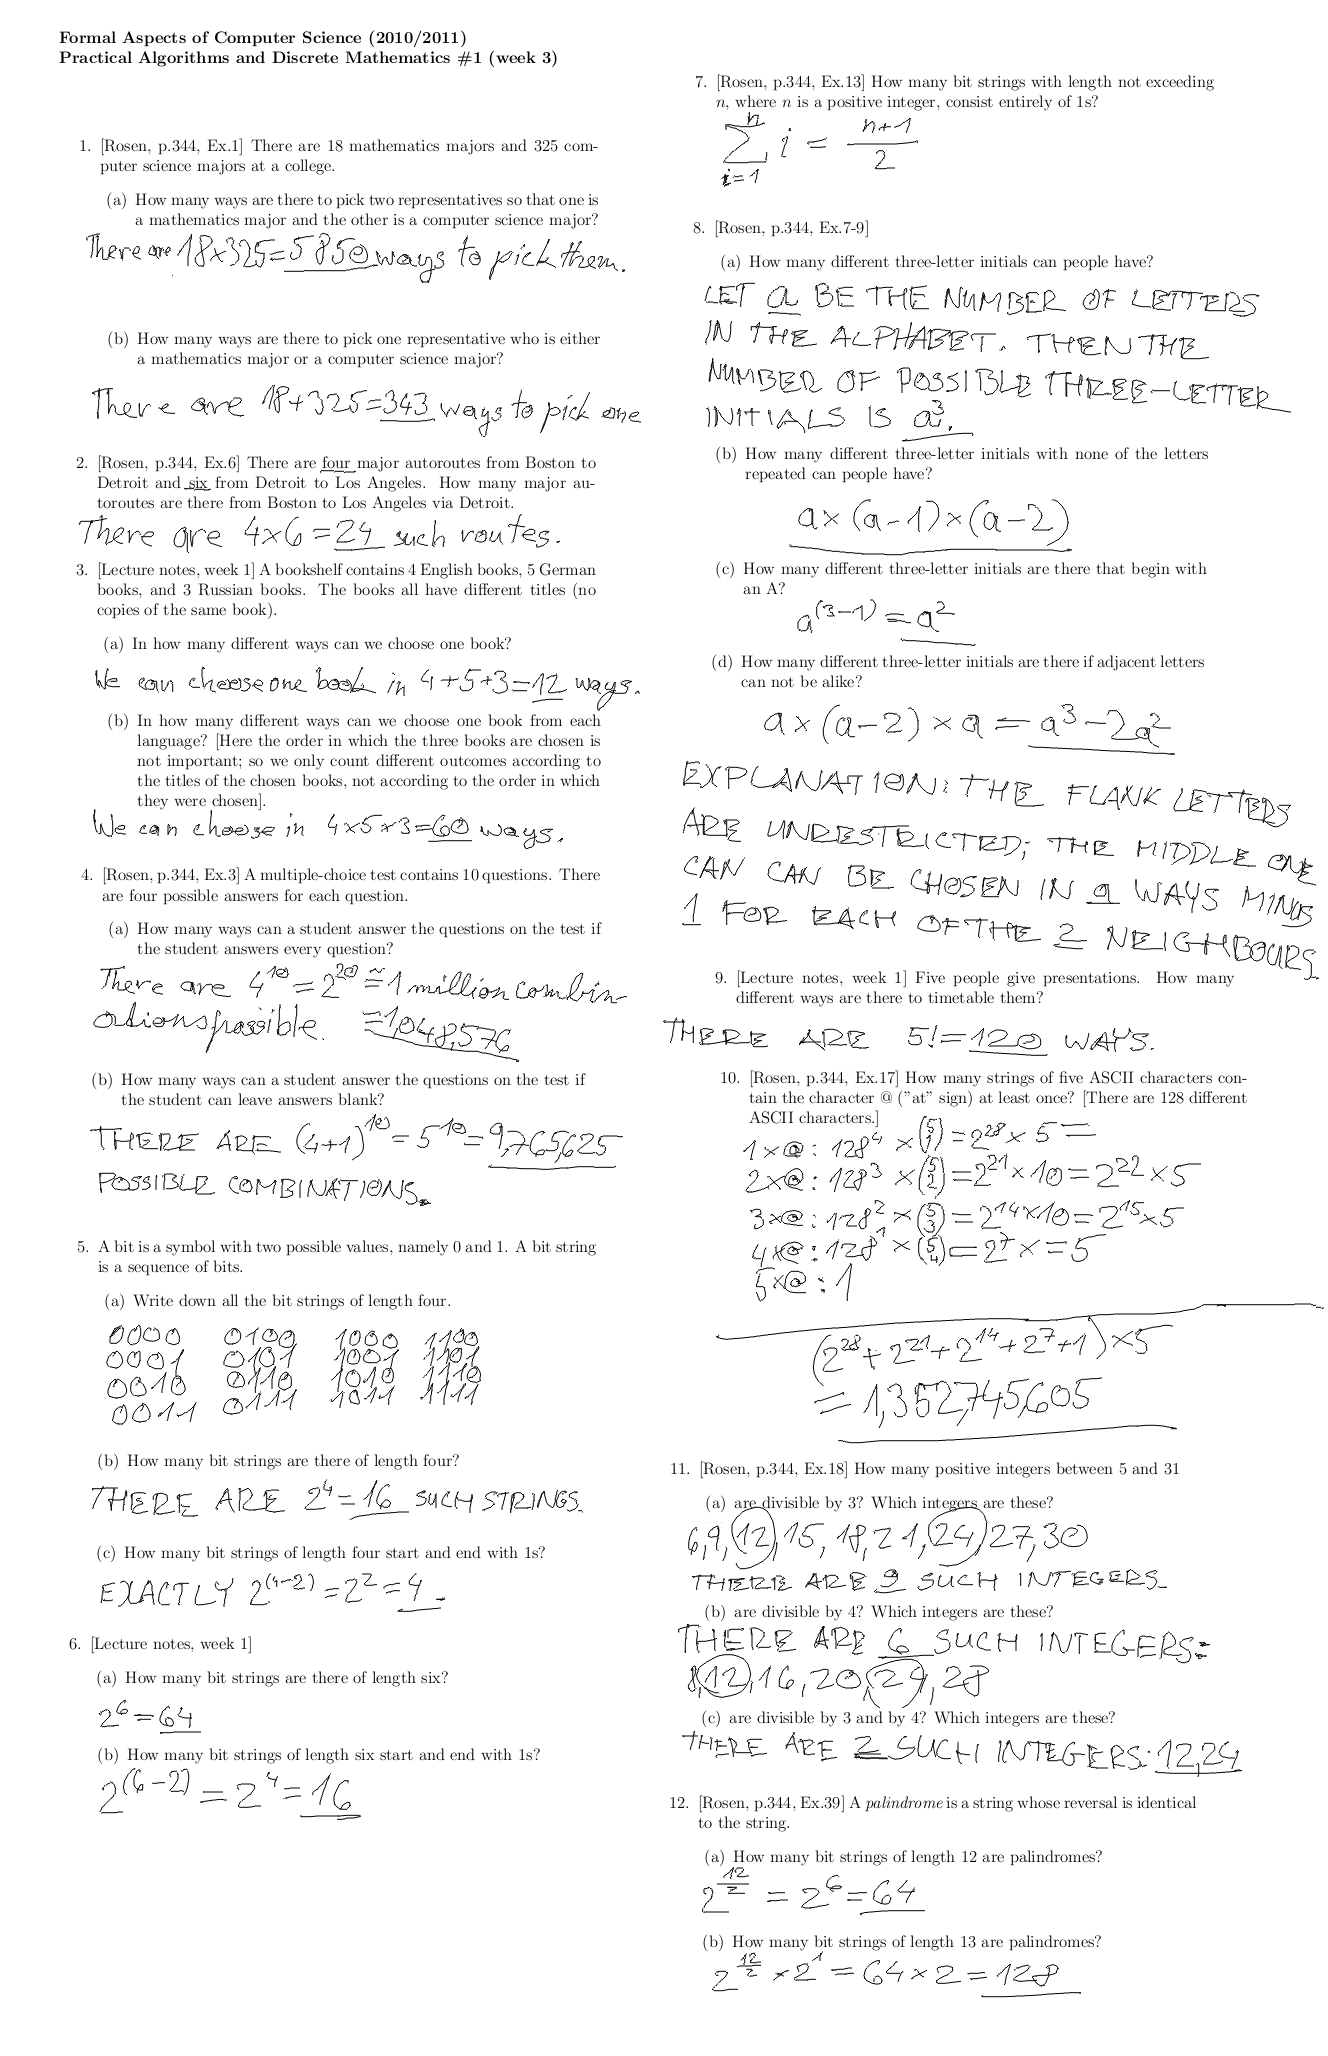 Formal Aspects of Computer Science (2010/2011)
Practical Algorithms and Discrete Mathematics #1 (week 3)
1. [Rosen, p.344, Ex.1] There are 18 mathematics majors and 325 com-
puter science majors at a college.
(a) How many ways are there to pick two representatives so that one is
a mathematics major and the other is a computer science major?
There are 18×325=5850 ways to pick them.
(b) How many ways are there to pick one representative who is either
a mathematics major or a computer science major?
There are 18+325=343 ways to pick one
2. [Rosen, p.344, Ex.6] There are four major autoroutes from Boston to
Detroit and six from Detroit to Los Angeles. How many major au-
toroutes are there from Boston to Los Angeles via Detroit.
There are 4×6=24 such routes.
3. [Lecture notes, week 1] A bookshelf contains 4 English books, 5 German
books, and 3 Russian books. The books all have different titles (no
copies of the same book).
(a) In how many different ways can we choose one book?
We can choose one book in 4+5+3=12 ways.
(b) In how many different ways can we choose one book from each
language? [Here the order in which the three books are chosen is
not important; so we only count different outcomes according to
the titles of the chosen books, not according to the order in which
they were chosen].
We can choose in 4×5×3=60 ways.
4. [Rosen, p.344, Ex.3] A multiple-choice test contains 10 questions. There
are four possible answers for each question.
(a) How many ways can a student answer the questions on the test if
the student answers every question?
There are 4^10 = 2^20 ≈ 1 million combin-
ations possible. =1,048,576
(b) How many ways can a student answer the questions on the test if
the student can leave answers blank?
THERE ARE (4+1)^10 = 5^10 = 9,765,625
POSSIBLE COMBINATIONS.
5. A bit is a symbol with two possible values, namely 0 and 1. A bit string
is a sequence of bits.
(a) Write down all the bit strings of length four.
0000 0100 1000 1100
0001 0101 1001 1101
0010 0110 1010 1110
0011 0111 1011 1111
(b) How many bit strings are there of length four?
THERE ARE 2^4 = 16 SUCH STRINGS.
(c) How many bit strings of length four start and end with 1s?
EXACTLY 2^(4-2) = 2^2 = 4.
6. [Lecture notes, week 1]
(a) How many bit strings are there of length six?
2^6 = 64
(b) How many bit strings of length six start and end with 1s?
2^(6-2) = 2^4 = 16
7. [Rosen, p.344, Ex.13] How many bit strings with length not exceeding
n, where n is a positive integer, consist entirely of 1s?
n
∑ i = n+1 / 2
i=1
8. [Rosen, p.344, Ex.7-9]
(a) How many different three-letter initials can people have?
LET a BE THE NUMBER OF LETTERS
IN THE ALPHABET. THEN THE
NUMBER OF POSSIBLE THREE-LETTER
INITIALS IS a^3.
(b) How many different three-letter initials with none of the letters
repeated can people have?
a×(a-1)×(a-2)
(c) How many different three-letter initials are there that begin with
an A?
a^(3-1) = a^2
(d) How many different three-letter initials are there if adjacent letters
can not be alike?
a×(a-2)×a = a^3-2a^2
EXPLANATION: THE FLANK LETTERS
ARE UNRESTRICTED; THE MIDDLE ONE
CAN CAN BE CHOSEN IN a WAYS MINUS
1 FOR EACH OF THE 2 NEIGHBOURS
9. [Lecture notes, week 1] Five people give presentations. How many
different ways are there to timetable them?
THERE ARE 5!=120 WAYS.
10. [Rosen, p.344, Ex.17] How many strings of five ASCII characters con-
tain the character @ ("at" sign) at least once? [There are 128 different
ASCII characters.]
1×@: 128^4 × (5 1) = 2^28 × 5 =
2×@: 128^3 × (5 2) = 2^21 × 10 = 2^22 × 5
3×@: 128^2 × (5 3) = 2^14 × 10 = 2^15 × 5
4×@: 128^1 × (5 4) = 2^7 × = 5
5×@: 1
(2^28 + 2^21 + 2^14 + 2^7 + 1) × 5
= 1,352,745,605
11. [Rosen, p.344, Ex.18] How many positive integers between 5 and 31
(a) are divisible by 3? Which integers are these?
6, 9, 12, 15, 18, 21, 24, 27, 30
THERE ARE 9 SUCH INTEGERS.
(b) are divisible by 4? Which integers are these?
THERE ARE 6 SUCH INTEGERS:
8, 12, 16, 20, 24, 28
(c) are divisible by 3 and by 4? Which integers are these?
THERE ARE 2 SUCH INTEGERS: 12,24
12. [Rosen, p.344, Ex.39] A palindrome is a string whose reversal is identical
to the string.
(a) How many bit strings of length 12 are palindromes?
2^(12/2) = 2^6 = 64
(b) How many bit strings of length 13 are palindromes?
2^(12/2) × 2^1 = 64 × 2 = 128